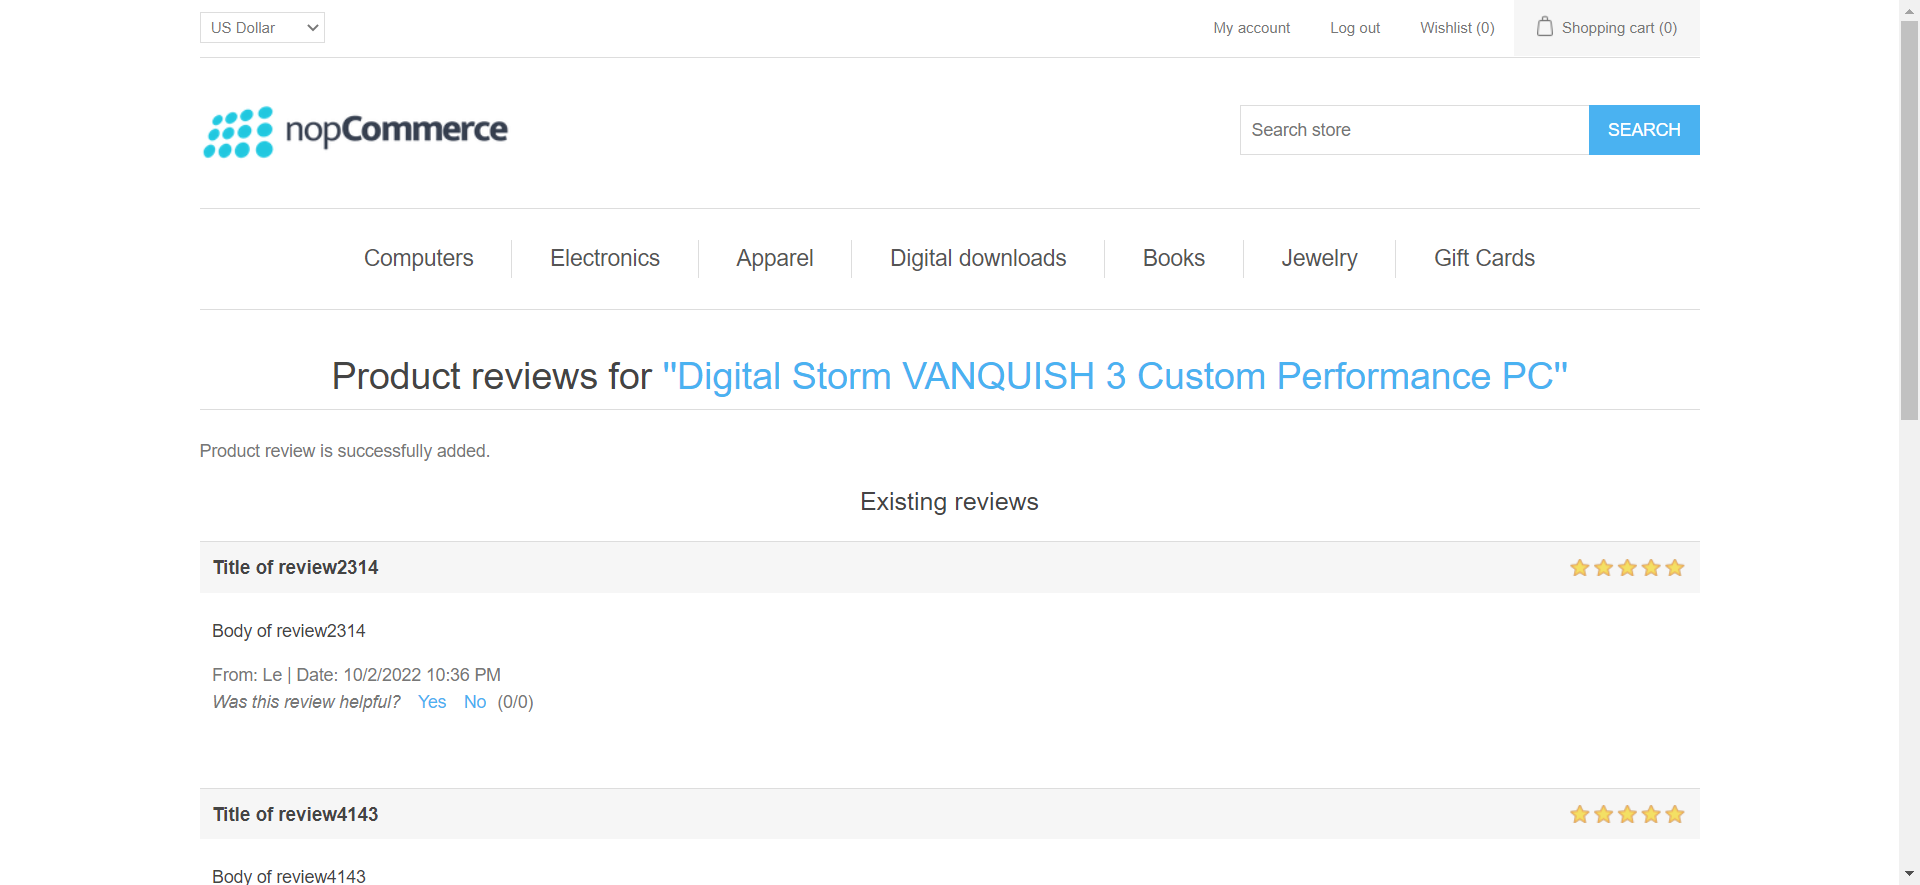 US Dollar
My account
Log out
Wishlist (0)
Shopping cart (0)
nopCommerce
Search store
SEARCH
Computers
Electronics
Apparel
Digital downloads
Books
Jewelry
Gift Cards
Product reviews for "Digital Storm VANQUISH 3 Custom Performance PC"
Product review is successfully added.
Existing reviews
Title of review2314
Body of review2314
From: Le | Date: 10/2/2022 10:36 PM
Was this review helpful? Yes No (0/0)
Title of review4143
Body of review4143